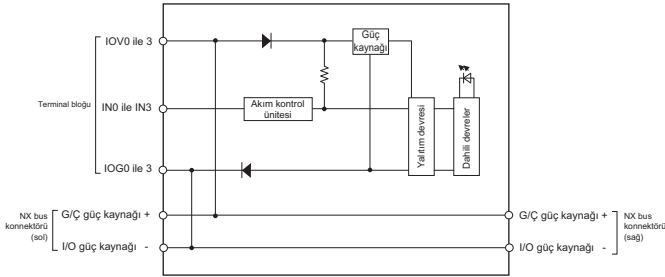 IOV0 ile 3
Güç
kaynağı
Terminal bloğu
IN0 ile IN3
Akım kontrol
ünitesi
Yalıtım devresi
Dahili devreler
IOG0 ile 3
NX bus
konnektörü
(sol)
G/Ç güç kaynağı +
I/O güç kaynağı -
G/Ç güç kaynağı +
I/O güç kaynağı -
NX bus
konnektörü
(sağ)